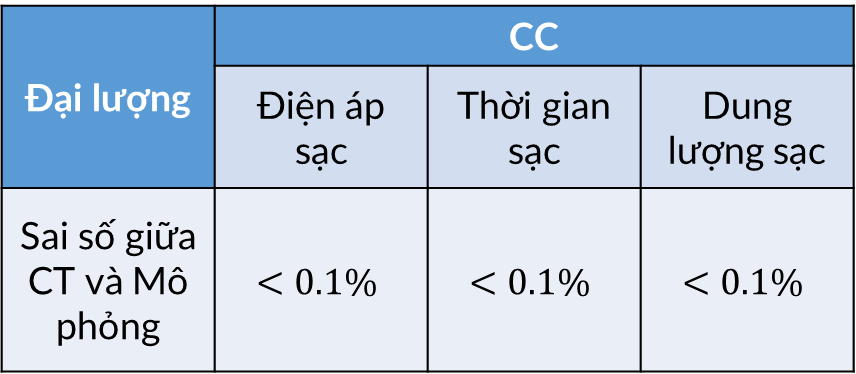 Đại lượng
CC
Điện áp
sạc
Thời gian
sạc
Dung
lượng sạc
Sai số giữa
CT và Mô
phỏng
< 0.1%
< 0.1%
< 0.1%